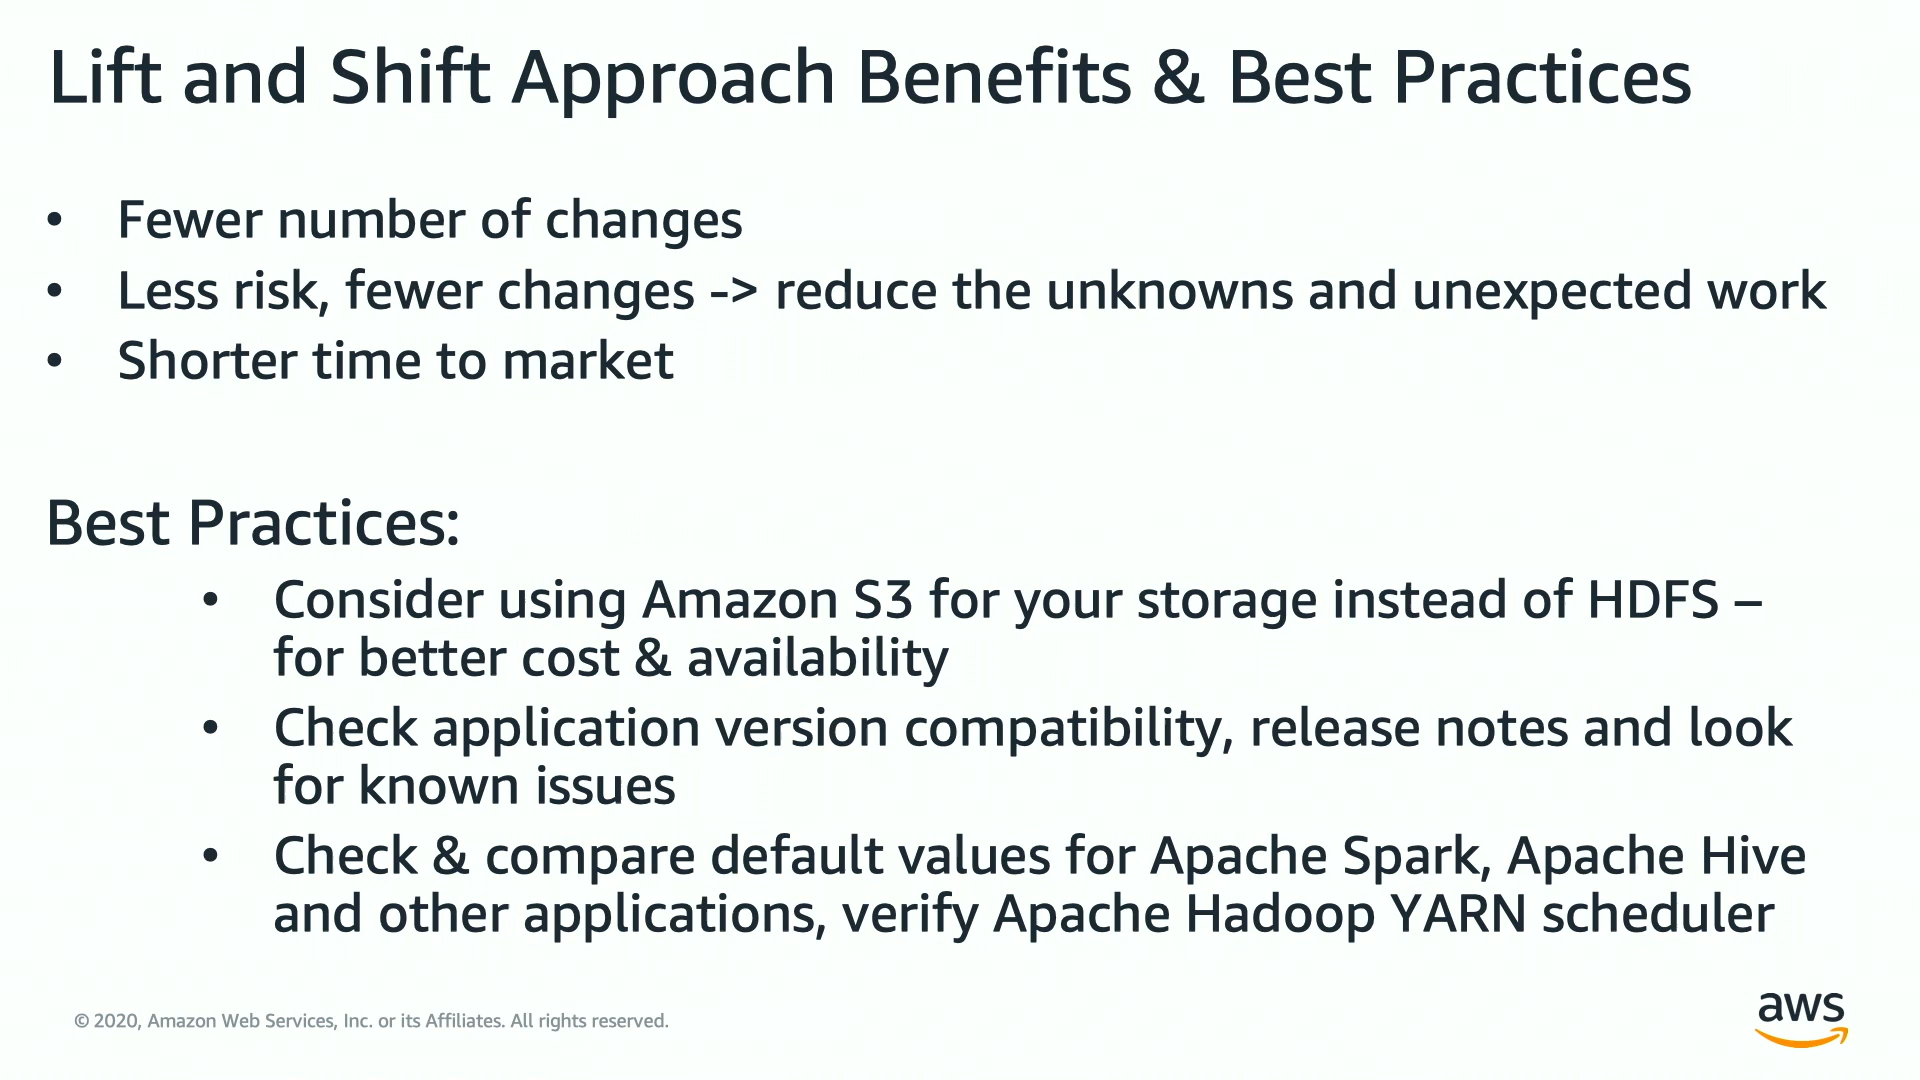 Lift and Shift Approach Benefits & Best Practices
• Fewer number of changes
• Less risk, fewer changes -> reduce the unknowns and unexpected work
• Shorter time to market
Best Practices:
• Consider using Amazon S3 for your storage instead of HDFS –
for better cost & availability
• Check application version compatibility, release notes and look
for known issues
• Check & compare default values for Apache Spark, Apache Hive
and other applications, verify Apache Hadoop YARN scheduler
© 2020, Amazon Web Services, Inc. or its Affiliates. All rights reserved.
aws